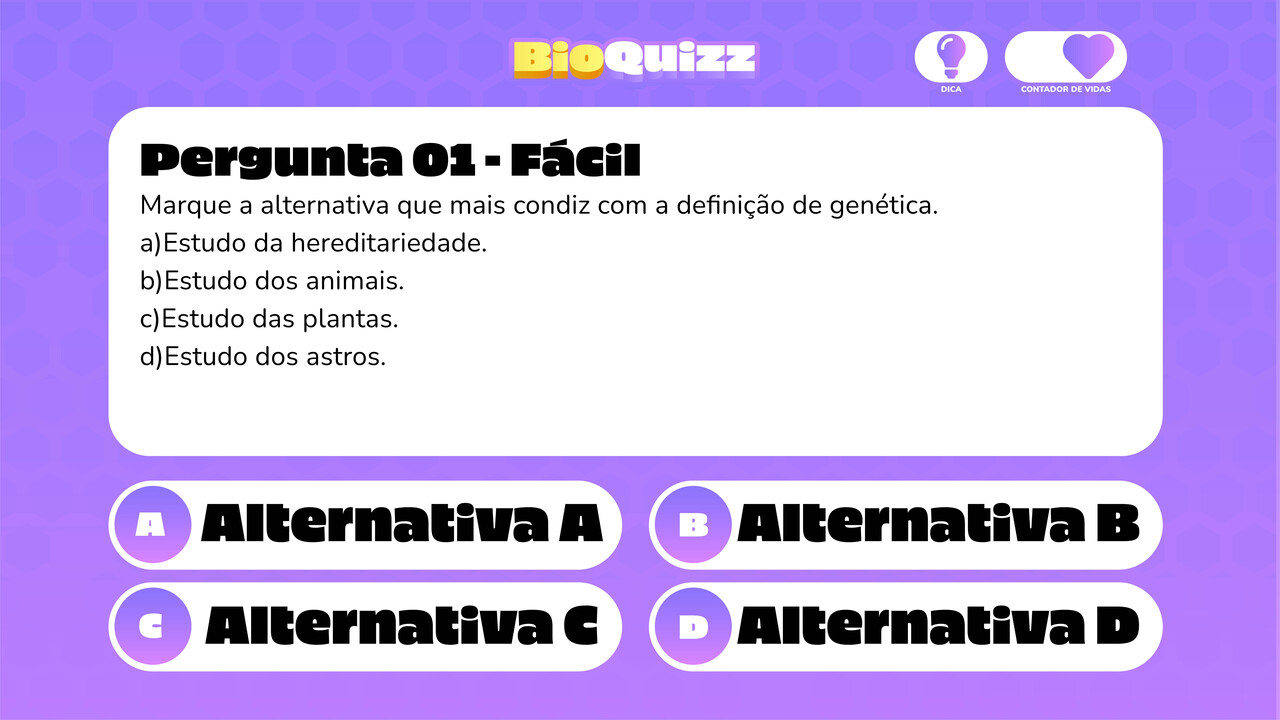 BioQuizz
DICA
CONTADOR DE VIDAS
Pergunta 01 - Fácil
Marque a alternativa que mais condiz com a definição de genética.
a)Estudo da hereditariedade.
b)Estudo dos animais.
c)Estudo das plantas.
d)Estudo dos astros.
A Alternativa A
B Alternativa B
C Alternativa C
D Alternativa D